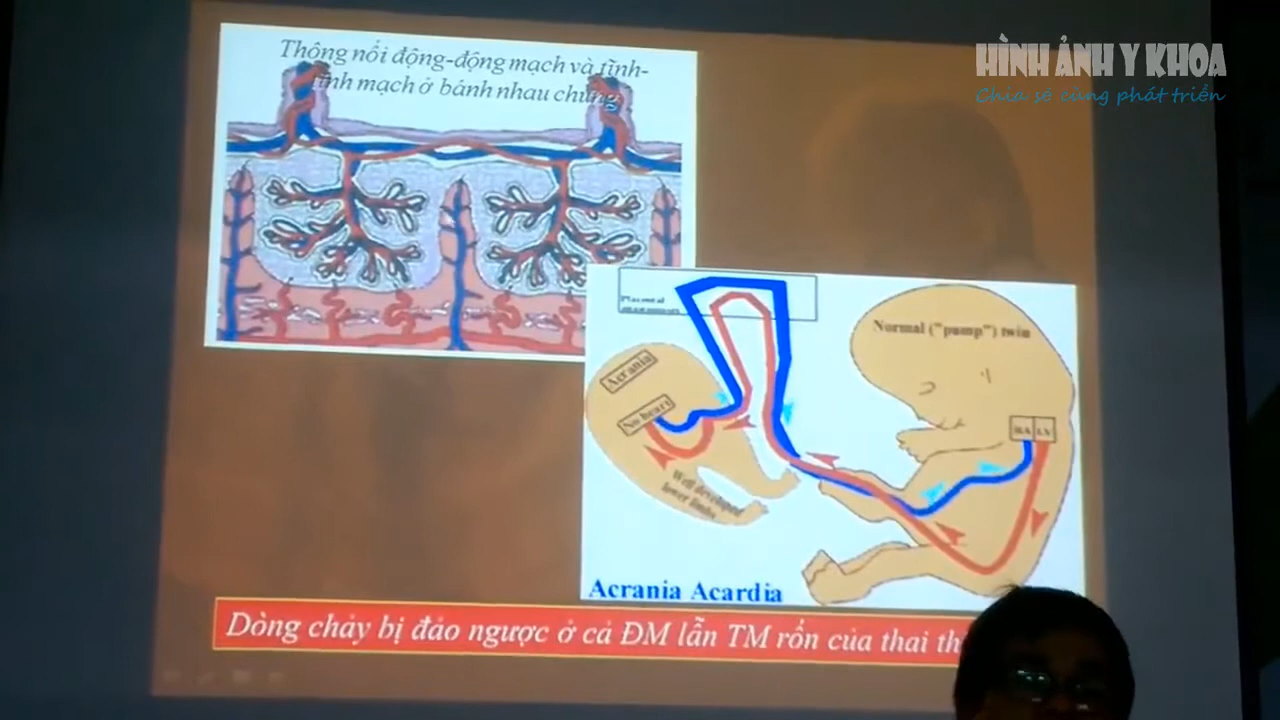 HÌNH ẢNH Y KHOA
Chia sẻ cùng phát triển
Thông nối động-động mạch và tĩnh-
tĩnh mạch ở bánh nhau chung
Placental
Normal ("pump") twin
Acrania
No heart
RA LV
Well developed
lower limbs
Acrania Acardia
Dòng chảy bị đảo ngược ở cả ĐM lẫn TM rốn của thai